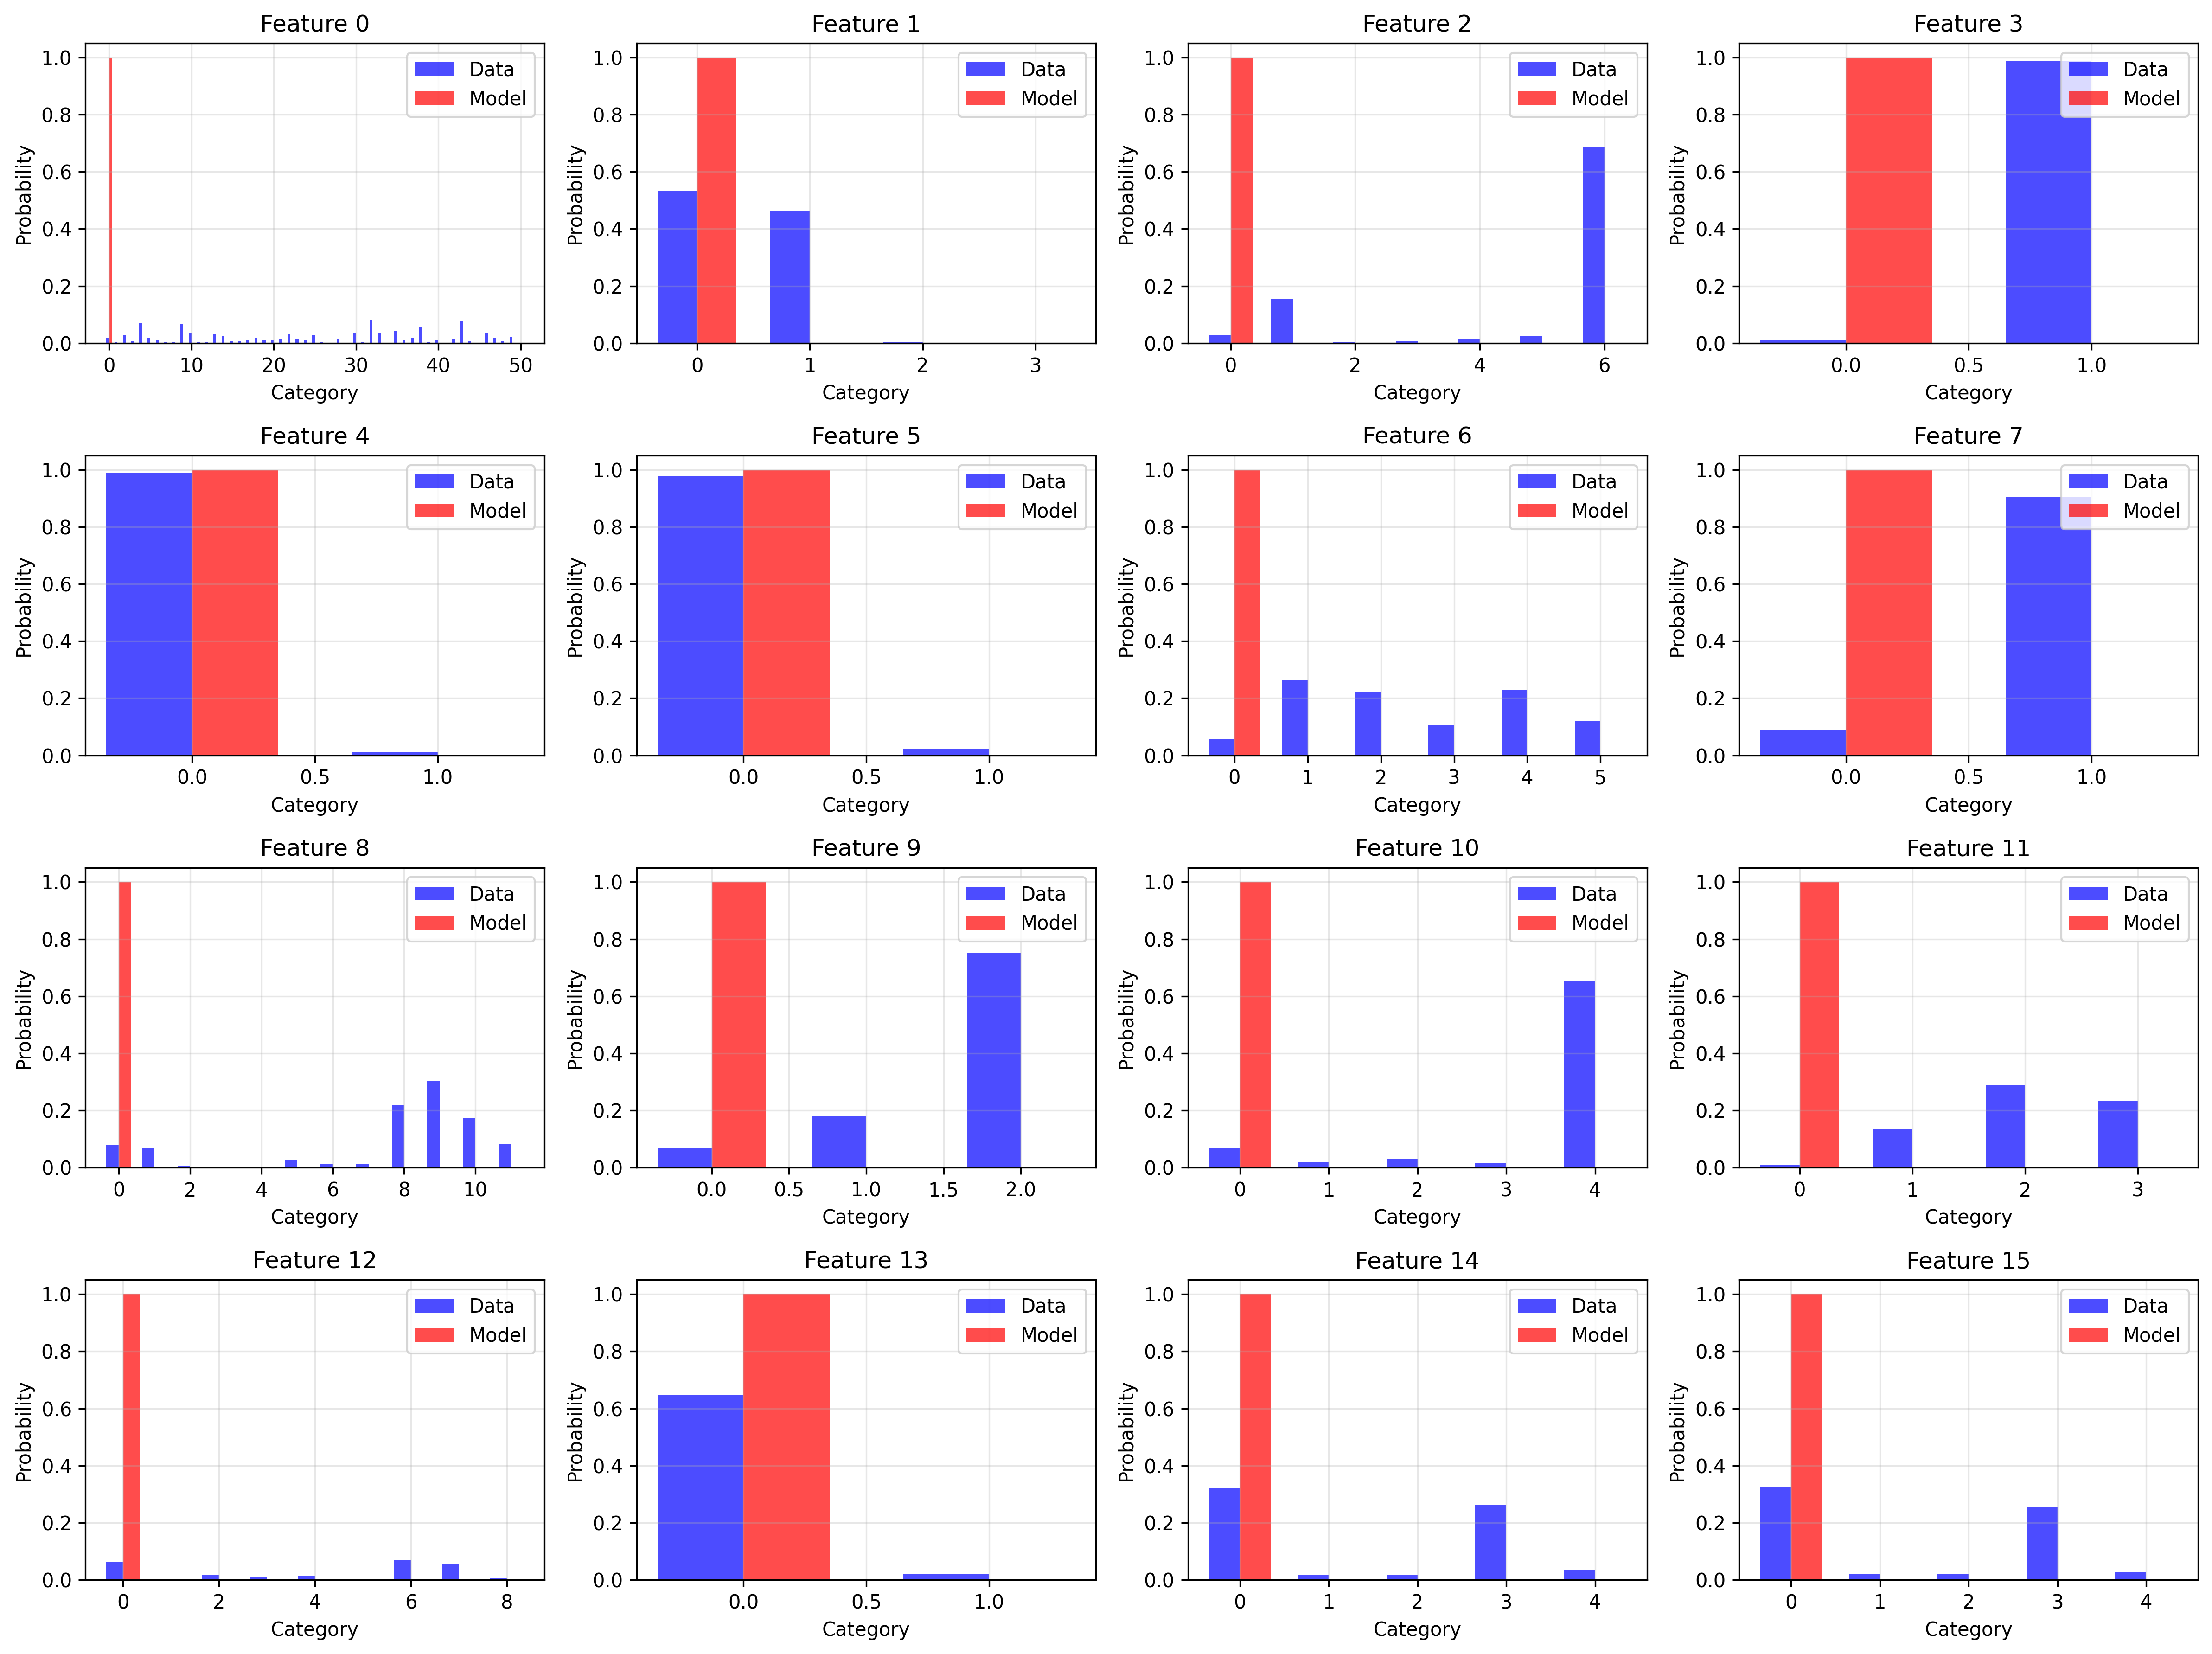 Feature 0
1.0
0.8
0.6
0.4
0.2
0.0
Probability
Data
Model
0 10 20 30 40 50
Category
Feature 1
1.0
0.8
0.6
0.4
0.2
0.0
Probability
Data
Model
0 1 2 3
Category
Feature 2
1.0
0.8
0.6
0.4
0.2
0.0
Probability
Data
Model
0 2 4 6
Category
Feature 3
1.0
0.8
0.6
0.4
0.2
0.0
Probability
Data
Model
0.0 0.5 1.0
Category
Feature 4
1.0
0.8
0.6
0.4
0.2
0.0
Probability
Data
Model
0.0 0.5 1.0
Category
Feature 5
1.0
0.8
0.6
0.4
0.2
0.0
Probability
Data
Model
0.0 0.5 1.0
Category
Feature 6
1.0
0.8
0.6
0.4
0.2
0.0
Probability
Data
Model
0 1 2 3 4 5
Category
Feature 7
1.0
0.8
0.6
0.4
0.2
0.0
Probability
Data
Model
0.0 0.5 1.0
Category
Feature 8
1.0
0.8
0.6
0.4
0.2
0.0
Probability
Data
Model
0 2 4 6 8 10
Category
Feature 9
1.0
0.8
0.6
0.4
0.2
0.0
Probability
Data
Model
0.0 0.5 1.0 1.5 2.0
Category
Feature 10
1.0
0.8
0.6
0.4
0.2
0.0
Probability
Data
Model
0 1 2 3 4
Category
Feature 11
1.0
0.8
0.6
0.4
0.2
0.0
Probability
Data
Model
0 1 2 3
Category
Feature 12
1.0
0.8
0.6
0.4
0.2
0.0
Probability
Data
Model
0 2 4 6 8
Category
Feature 13
1.0
0.8
0.6
0.4
0.2
0.0
Probability
Data
Model
0.0 0.5 1.0
Category
Feature 14
1.0
0.8
0.6
0.4
0.2
0.0
Probability
Data
Model
0 1 2 3 4
Category
Feature 15
1.0
0.8
0.6
0.4
0.2
0.0
Probability
Data
Model
0 1 2 3 4
Category